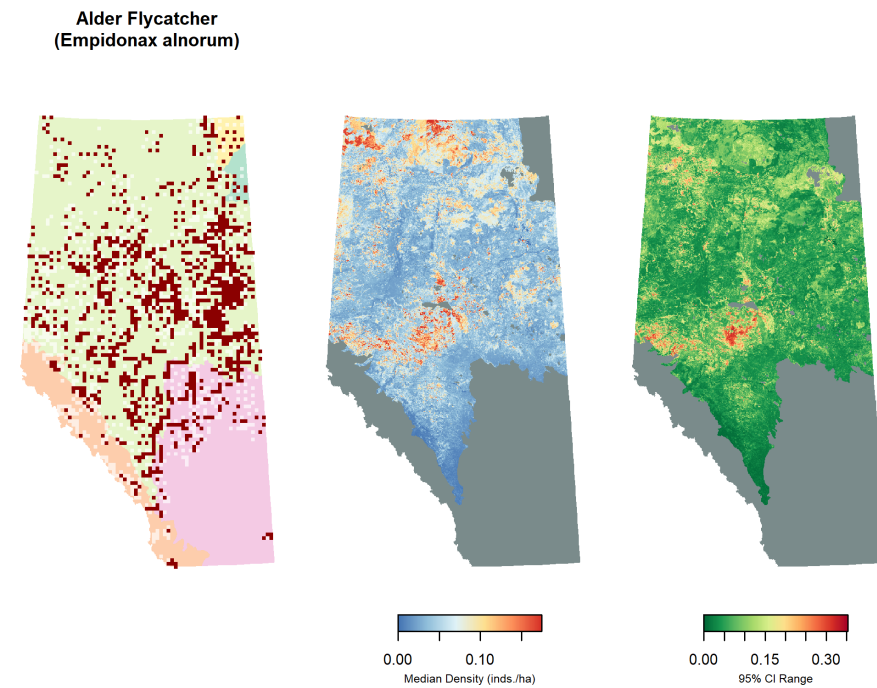 Alder Flycatcher
(Empidonax alnorum)
0.00 0.10
Median Density (inds./ha)
0.00 0.15 0.30
95% CI Range